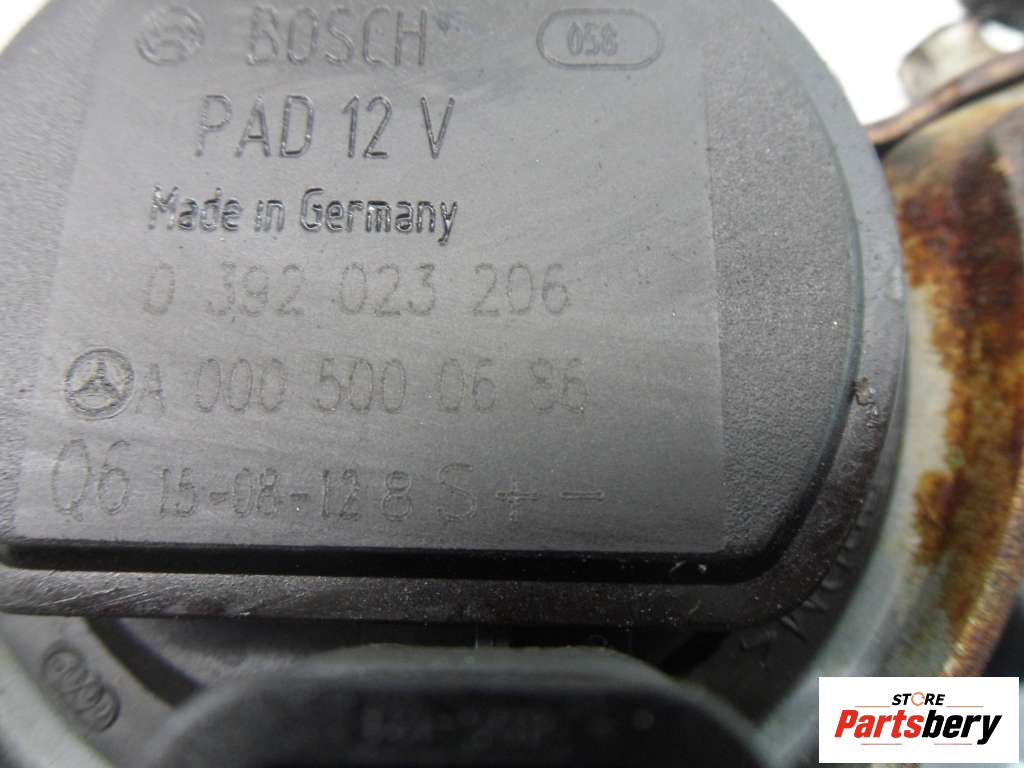 BOSCH 058
PAD 12 V
Made in Germany
0 392 023 206
A 000 500 06 86
Q6 15-08-12 8 S + -
STORE
Partsbery